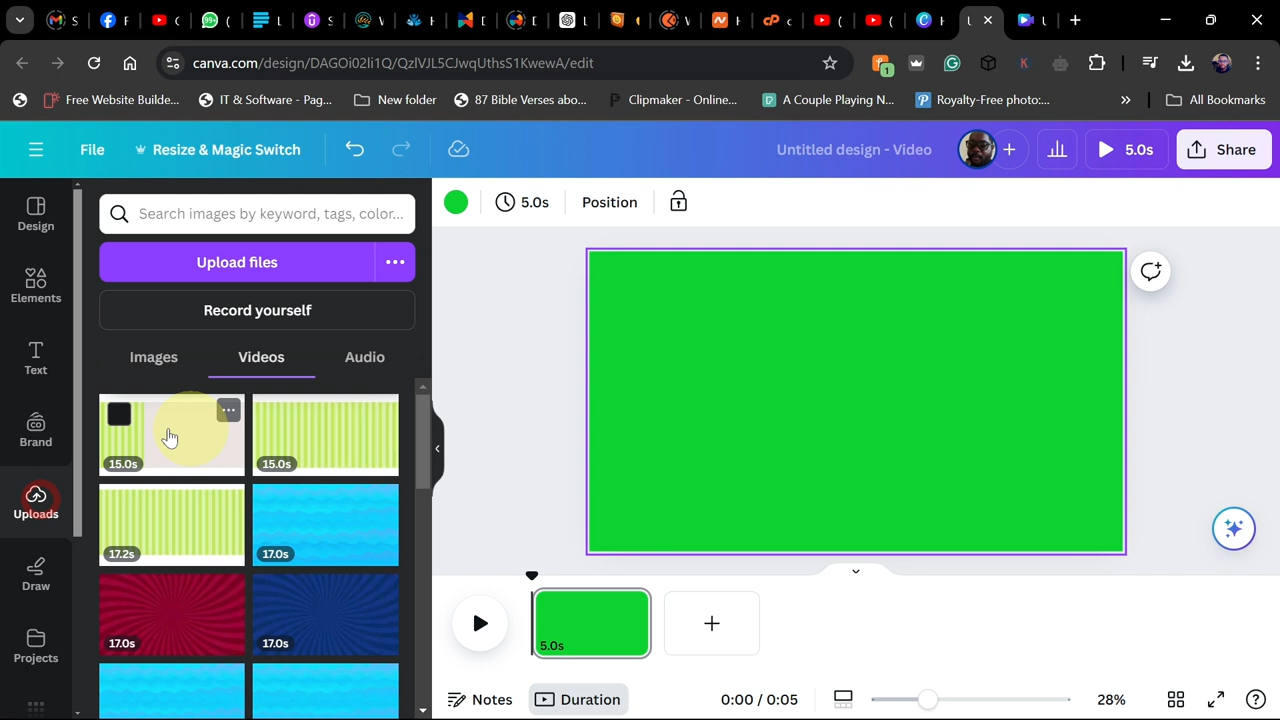 S
F
(
99+
(
F
S
V
F
D
D
L
(
V
F
c
(
(
F
L
L
canva.com/design/DAGOi02li1Q/QzlVJL5CJwqUthsS1KwewA/edit
1
K
Free Website Builde...
IT & Software - Pag...
New folder
37 Bible Verses abo...
Clipmaker - Online...
A Couple Playing N...
Royalty-Free photo:...
»
All Bookmarks
File
Resize & Magic Switch
Untitled design - Video
5.0s
Share
Design
Elements
Text
Brand
Uploads
Draw
Projects
Search images by keyword, tags, color...
Upload files
Record yourself
Images
Videos
Audio
15.0s
15.0s
17.2s
17.0s
17.0s
17.0s
5.0s
Position
5.0s
Notes
Duration
0:00 / 0:05
28%